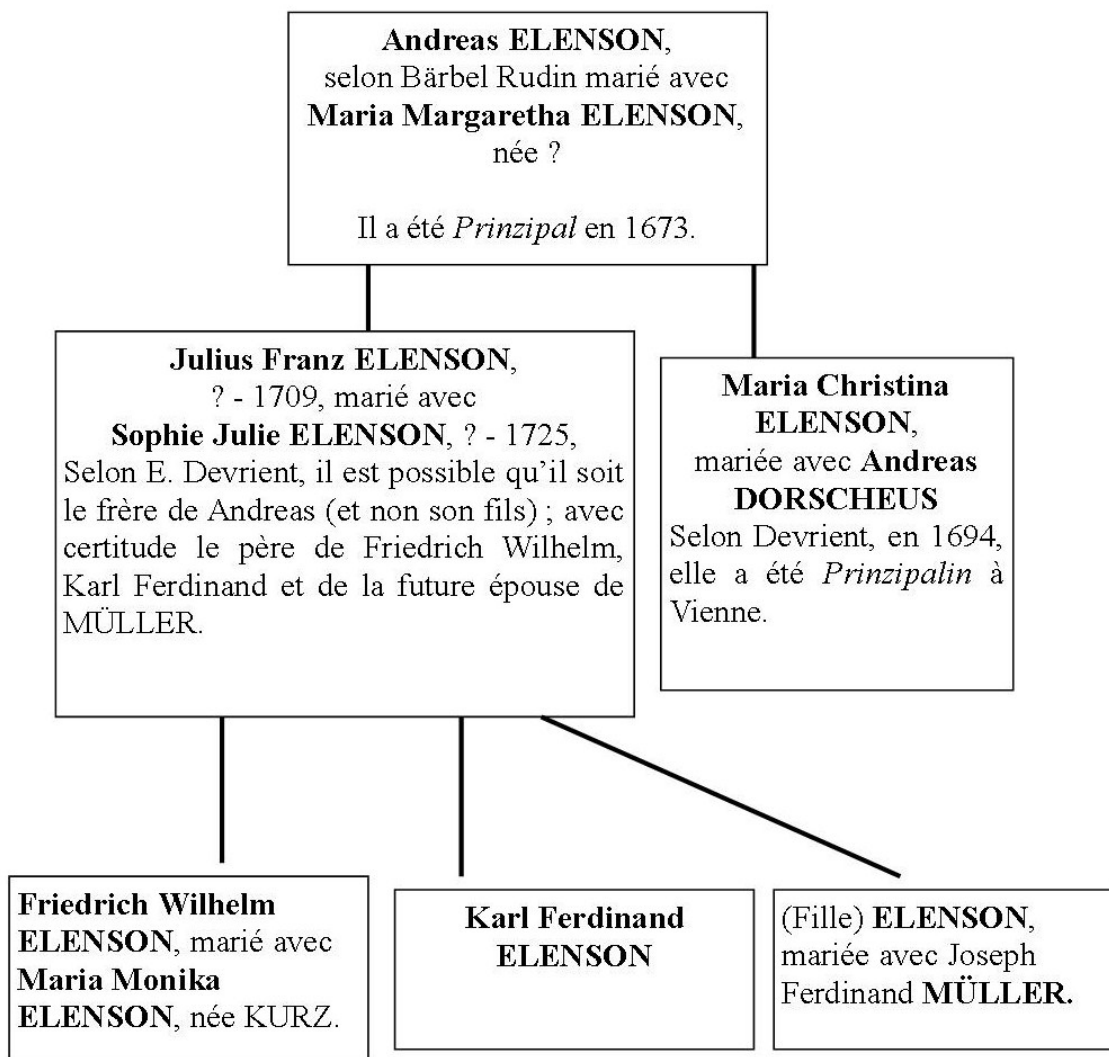 Andreas ELENSON,
selon Bärbel Rudin marié avec
Maria Margaretha ELENSON,
née ?
Il a été Prinzipal en 1673.
Julius Franz ELENSON,
? - 1709, marié avec
Sophie Julie ELENSON, ? - 1725,
Selon E. Devrient, il est possible qu’il soit
le frère de Andreas (et non son fils) ; avec
certitude le père de Friedrich Wilhelm,
Karl Ferdinand et de la future épouse de
MÜLLER.
Maria Christina
ELENSON,
mariée avec Andreas
DORSCHEUS
Selon Devrient, en 1694,
elle a été Prinzipalin à
Vienne.
Friedrich Wilhelm
ELENSON, marié avec
Maria Monika
ELENSON, née KURZ.
Karl Ferdinand
ELENSON
(Fille) ELENSON,
mariée avec Joseph
Ferdinand MÜLLER.